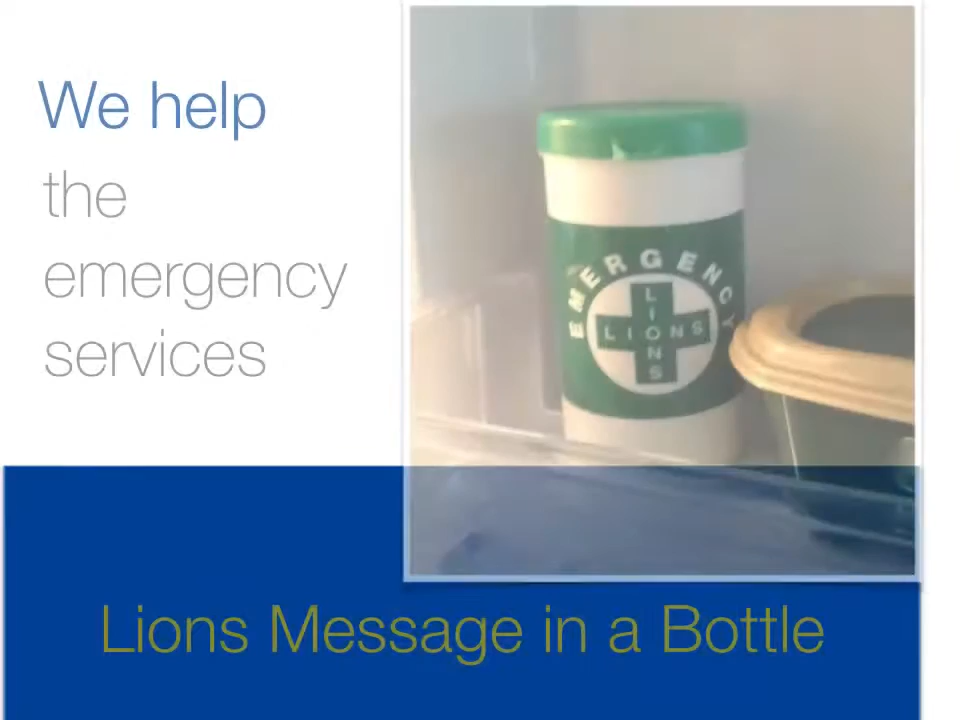 We help
the
emergency
services
EMERGENCY
LIONS
LIONS
Lions Message in a Bottle